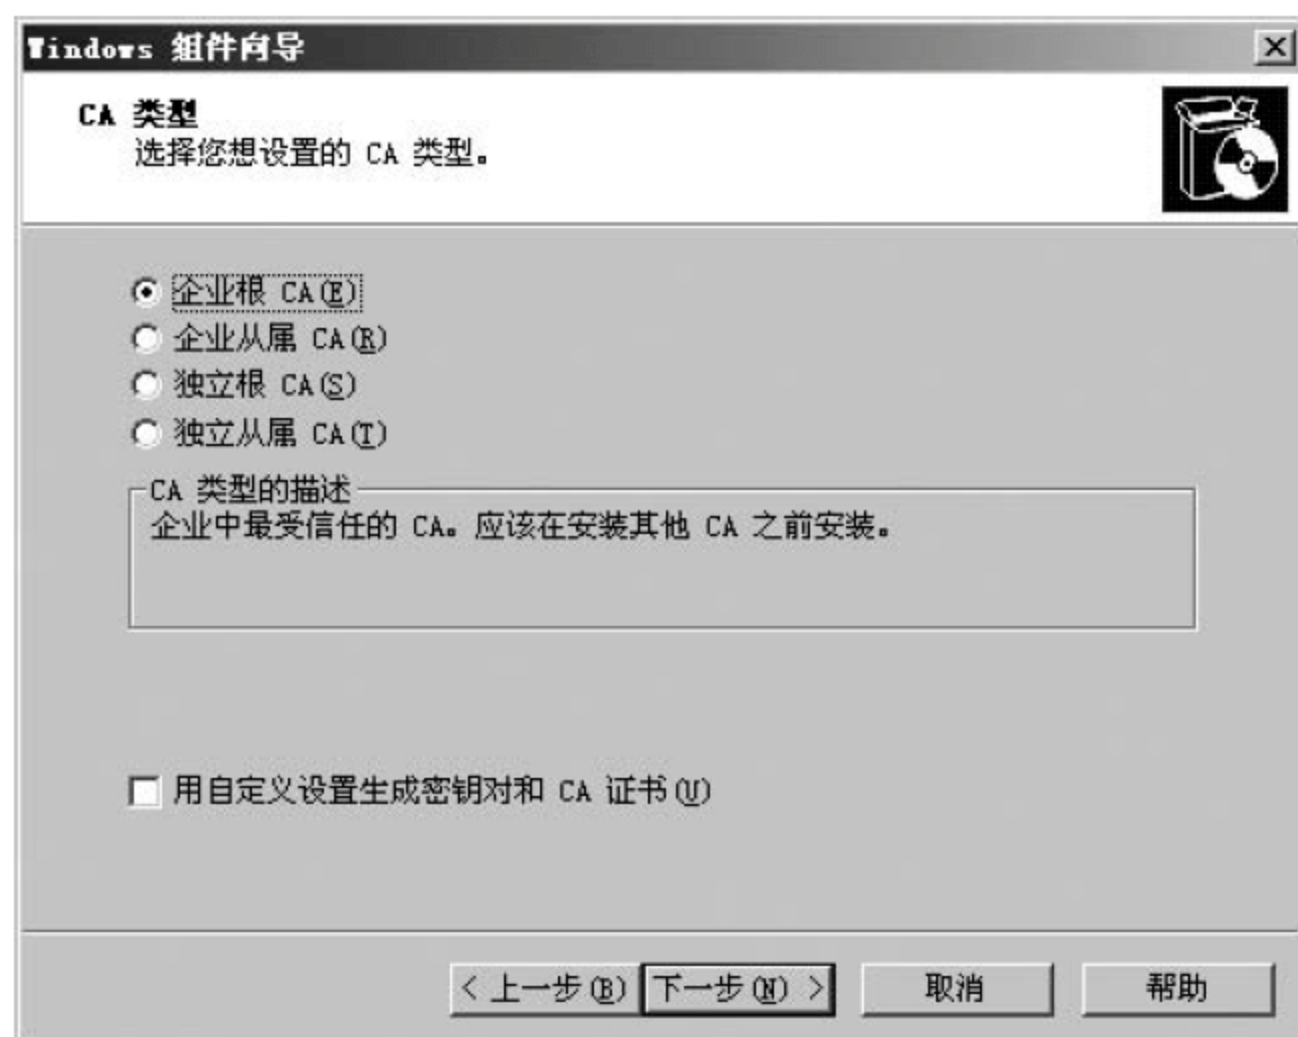 Windows 组件向导
CA 类型
选择您想设置的 CA 类型。
企业根 CA(E)
企业从属 CA(R)
独立根 CA(S)
独立从属 CA(T)
CA 类型的描述
企业中最受信任的 CA。应该在安装其他 CA 之前安装。
用自定义设置生成密钥对和 CA 证书(U)
< 上一步(B) 下一步(N) > 取消 帮助